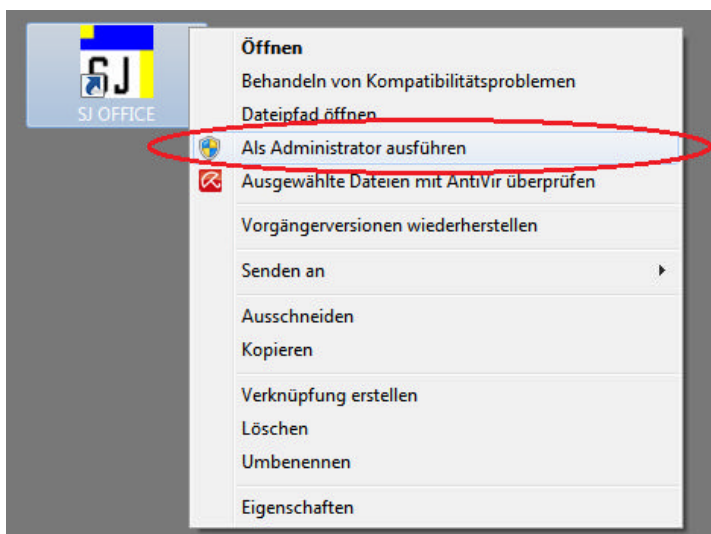 SJ
SJ OFFICE
Öffnen
Behandeln von Kompatibilitätsproblemen
Dateipfad öffnen
Als Administrator ausführen
Ausgewählte Dateien mit AntiVir überprüfen
Vorgängerversionen wiederherstellen
Senden an
Ausschneiden
Kopieren
Verknüpfung erstellen
Löschen
Umbenennen
Eigenschaften